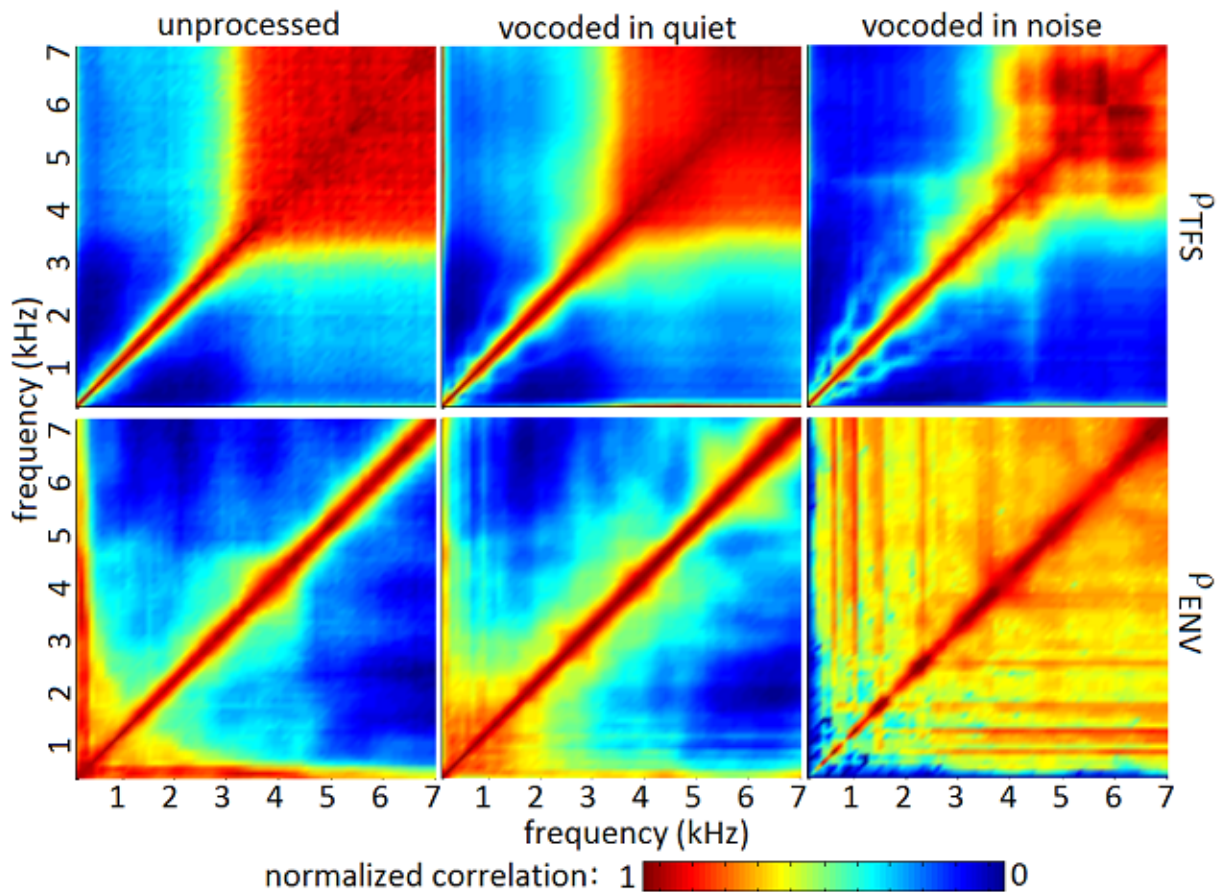 unprocessed vocoded in quiet vocoded in noise
7
6
5
4
3
2
1
ρTFS
frequency (kHz)
7
6
5
4
3
2
1
ρENV
frequency (kHz)
1 2 3 4 5 6 7 1 2 3 4 5 6 7 1 2 3 4 5 6 7
frequency (kHz)
normalized correlation: 1 0